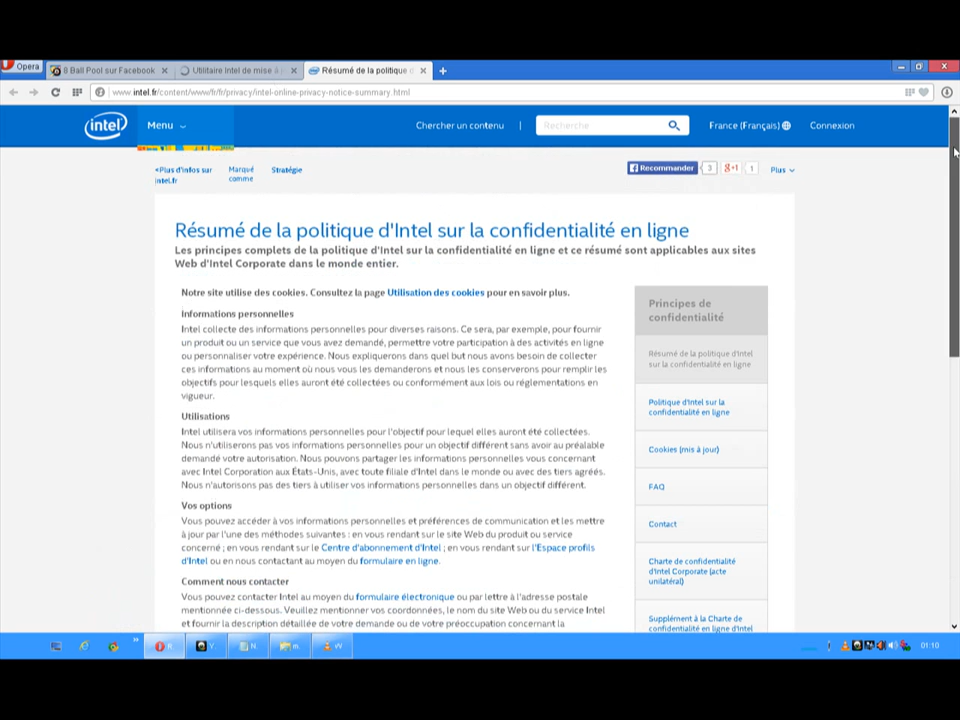 Opera
8 Ball Pool sur Facebook
Utilitaire Intel de mise à
Résumé de la politique d
www.intel.fr/content/www/fr/fr/privacy/intel-online-privacy-notice-summary.html
intel
Menu
Chercher un contenu
|
Recherche
France (Français)
Connexion
<Plus d'infos sur
intel.fr
Marqué
comme
Stratégie
Recommander
3
g+1
1
Plus
Résumé de la politique d'Intel sur la confidentialité en ligne
Les principes complets de la politique d'Intel sur la confidentialité en ligne et ce résumé sont applicables aux sites
Web d'Intel Corporate dans le monde entier.
Notre site utilise des cookies. Consultez la page Utilisation des cookies pour en savoir plus.
Informations personnelles
Intel collecte des informations personnelles pour diverses raisons. Ce sera, par exemple, pour fournir
un produit ou un service que vous avez demandé, permettre votre participation à des activités en ligne
ou personnaliser votre expérience. Nous expliquerons dans quel but nous avons besoin de collecter
ces informations au moment où nous vous les demanderons et nous les conserverons pour remplir les
objectifs pour lesquels elles auront été collectées ou conformément aux lois ou réglementations en
vigueur.
Utilisations
Intel utilisera vos informations personnelles pour l'objectif pour lequel elles auront été collectées.
Nous n'utiliserons pas vos informations personnelles pour un objectif différent sans avoir au préalable
demandé votre autorisation. Nous pouvons partager les informations personnelles vous concernant
avec Intel Corporation aux États-Unis, avec toute filiale d'Intel dans le monde ou avec des tiers agréés.
Nous n'autorisons pas des tiers à utiliser vos informations personnelles dans un objectif différent.
Vos options
Vous pouvez accéder à vos informations personnelles et préférences de communication et les mettre
à jour par l'une des méthodes suivantes : en vous rendant sur le site Web du produit ou service
concerné ; en vous rendant sur le Centre d'abonnement d'Intel ; en vous rendant sur l'Espace profils
d'Intel ou en nous contactant au moyen du formulaire en ligne.
Comment nous contacter
Vous pouvez contacter Intel au moyen du formulaire électronique ou par lettre à l'adresse postale
mentionnée ci-dessous. Veuillez mentionner vos coordonnées, le nom du site Web ou du service Intel
et fournir la description détaillée de votre demande ou de votre préoccupation concernant la
Principes de
confidentialité
Résumé de la politique d'Intel
sur la confidentialité en ligne
Politique d'Intel sur la
confidentialité en ligne
Cookies (mis à jour)
FAQ
Contact
Charte de confidentialité
d'Intel Corporate (acte
unilatéral)
Supplément à la Charte de
confidentialité en ligne d'Intel
R
Y.
N.
m.
W
01:10